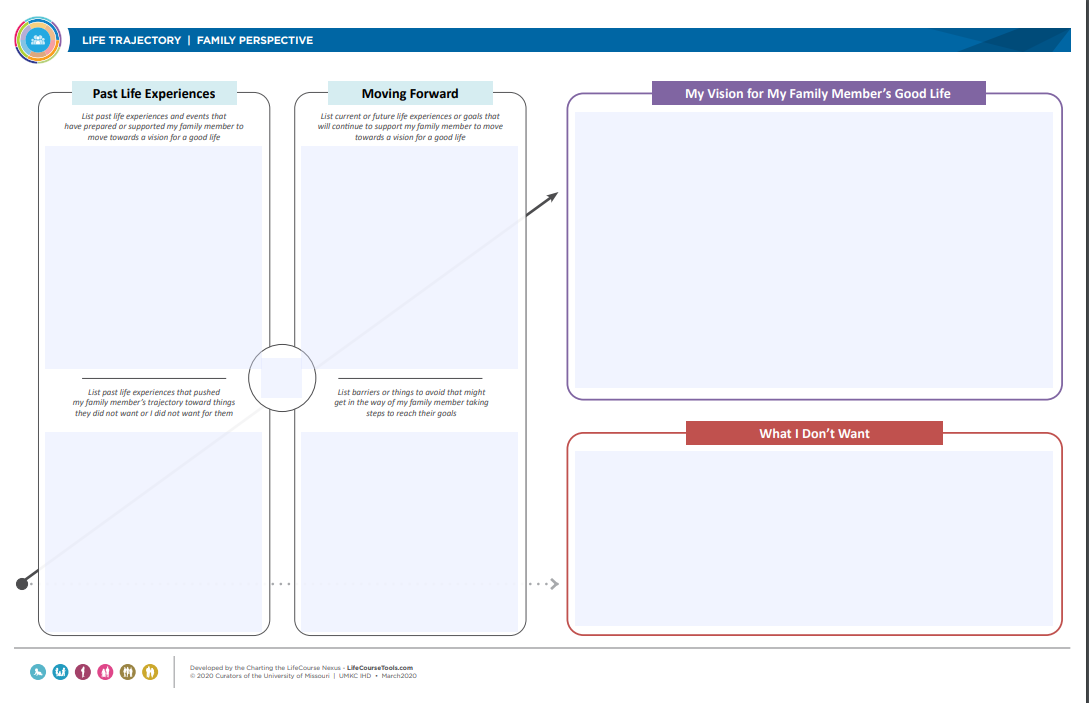 LIFE TRAJECTORY | FAMILY PERSPECTIVE
Past Life Experiences
List past life experiences and events that
have prepared or supported my family member to
move towards a vision for a good life
List past life experiences that pushed
my family member's trajectory toward things
they did not want or I did not want for them
Moving Forward
List current or future life experiences or goals that
will continue to support my family member to move
towards a vision for a good life
List barriers or things to avoid that might
get in the way of my family member taking
steps to reach their goals
My Vision for My Family Member's Good Life
What I Don't Want
Developed by the Charting the LifeCourse Nexus - LifeCourseTools.com
© 2020 Curators of the University of Missouri | UMKC IHD • March2020